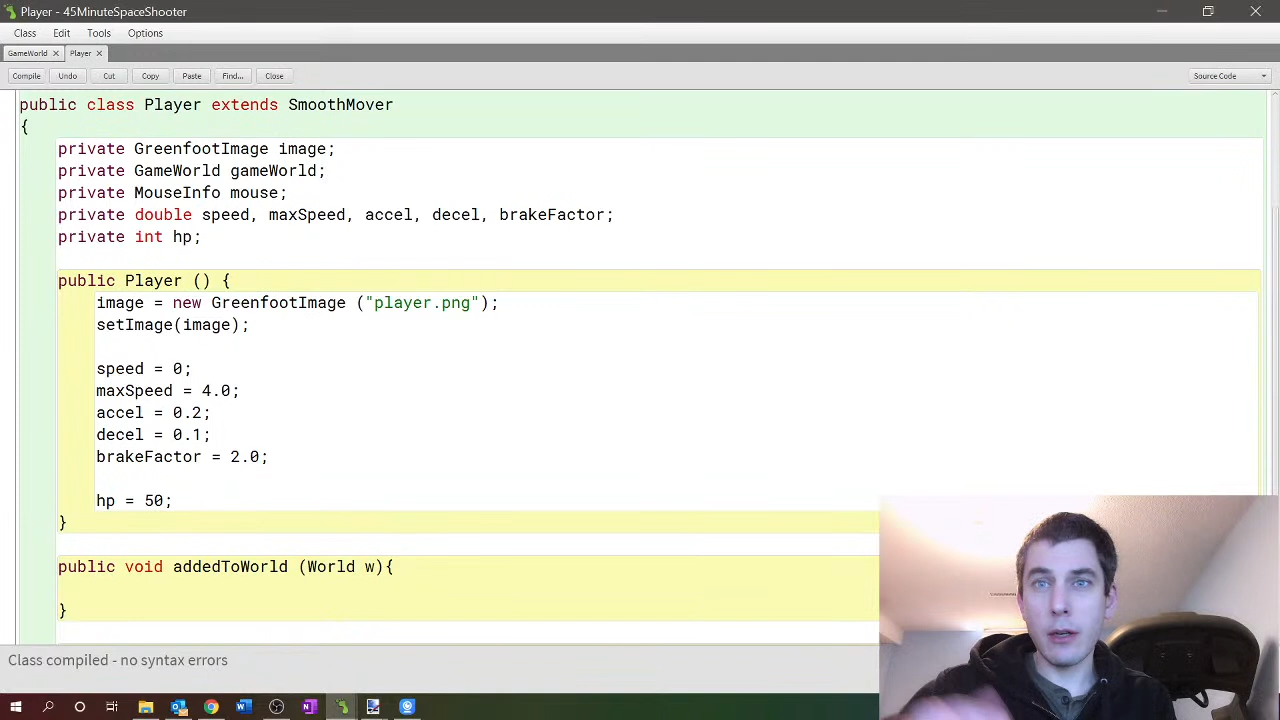 Player - 45MinuteSpaceShooter
Class Edit Tools Options
GameWorld × Player ×
Compile Undo Cut Copy Paste Find... Close Source Code
public class Player extends SmoothMover
{
private GreenfootImage image;
private GameWorld gameWorld;
private MouseInfo mouse;
private double speed, maxSpeed, accel, decel, brakeFactor;
private int hp;
public Player () {
image = new GreenfootImage ("player.png");
setImage(image);
speed = 0;
maxSpeed = 4.0;
accel = 0.2;
decel = 0.1;
brakeFactor = 2.0;
hp = 50;
}
public void addedToWorld (World w){
}
Class compiled - no syntax errors